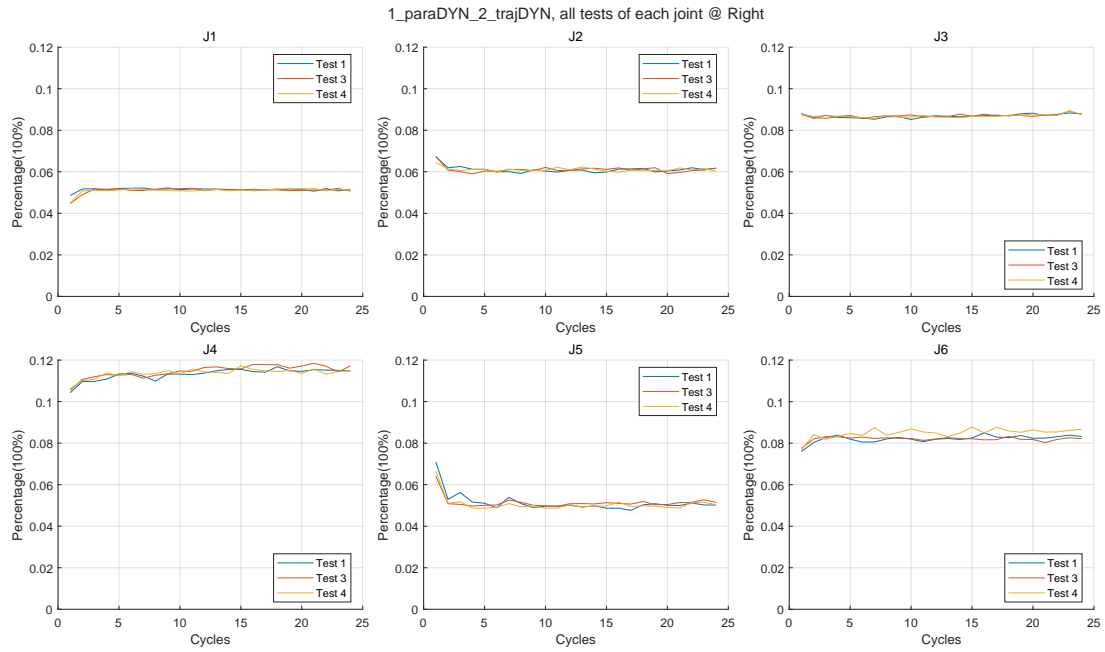 1_paraDYN_2_trajDYN, all tests of each joint @ Right
J1
0.12
0.1
0.08
0.06
0.04
0.02
0
Percentage(100%)
0 5 10 15 20 25
Cycles
Test 1
Test 3
Test 4
J2
0.12
0.1
0.08
0.06
0.04
0.02
0
Percentage(100%)
0 5 10 15 20 25
Cycles
Test 1
Test 3
Test 4
J3
0.12
0.1
0.08
0.06
0.04
0.02
0
Percentage(100%)
0 5 10 15 20 25
Cycles
Test 1
Test 3
Test 4
J4
0.12
0.1
0.08
0.06
0.04
0.02
0
Percentage(100%)
0 5 10 15 20 25
Cycles
Test 1
Test 3
Test 4
J5
0.12
0.1
0.08
0.06
0.04
0.02
0
Percentage(100%)
0 5 10 15 20 25
Cycles
Test 1
Test 3
Test 4
J6
0.12
0.1
0.08
0.06
0.04
0.02
0
Percentage(100%)
0 5 10 15 20 25
Cycles
Test 1
Test 3
Test 4